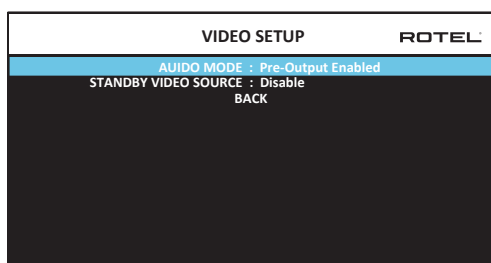 VIDEO SETUP ROTEL
AUIDO MODE : Pre-Output Enabled
STANDBY VIDEO SOURCE : Disable
BACK